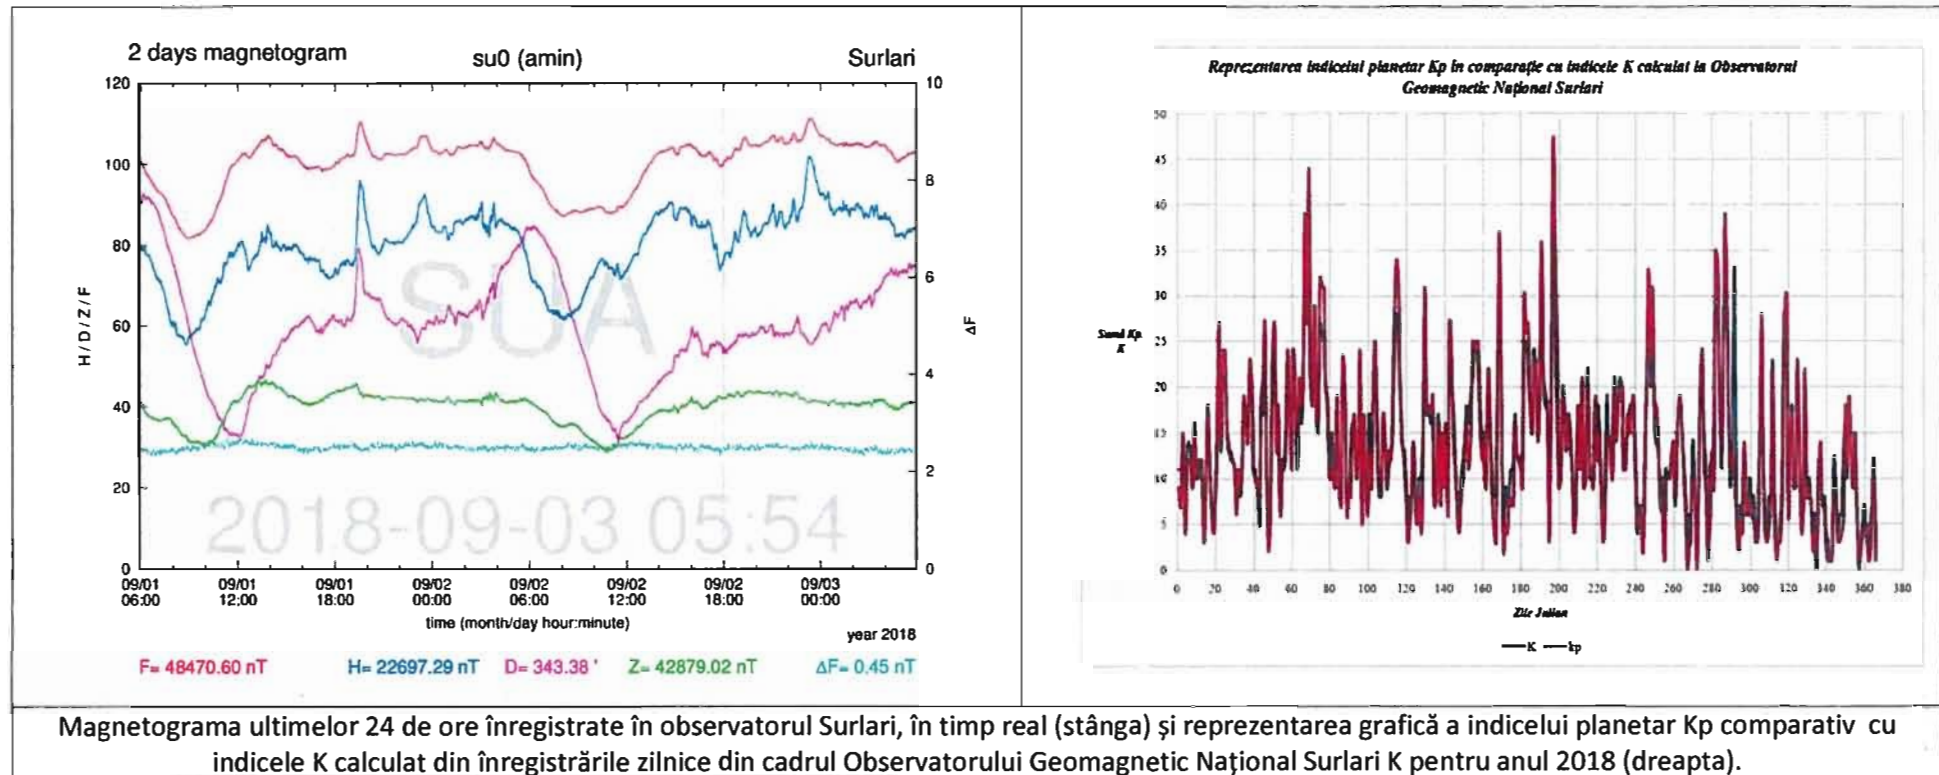 2 days magnetogram su0 (amin) Surlari
120 10
100
8
80
6
60
4
40
2
20
0 0
H / D / Z / F
ΔF
SUA
2018-09-03 05:54
09/01 09/01 09/01 09/02 09/02 09/02 09/02 09/03
06:00 12:00 18:00 00:00 06:00 12:00 18:00 00:00
time (month/day hour:minute)
year 2018
F= 48470.60 nT H= 22697.29 nT D= 343.38 ' Z= 42879.02 nT ΔF= 0.45 nT
Reprezentarea indicelui planetar Kp în comparație cu indicele K calculat la Observatorul
Geomagnetic Național Surlari
50
45
40
35
30
25
20
15
10
5
0
Sumă Kp
K
0 20 40 60 80 100 120 140 160 180 200 220 240 260 280 300 320 340 360 380
Zile Julian
K kp
Magnetograma ultimelor 24 de ore înregistrate în observatorul Surlari, în timp real (stânga) și reprezentarea grafică a indicelui planetar Kp comparativ cu
indicele K calculat din înregistrările zilnice din cadrul Observatorului Geomagnetic Național Surlari K pentru anul 2018 (dreapta).